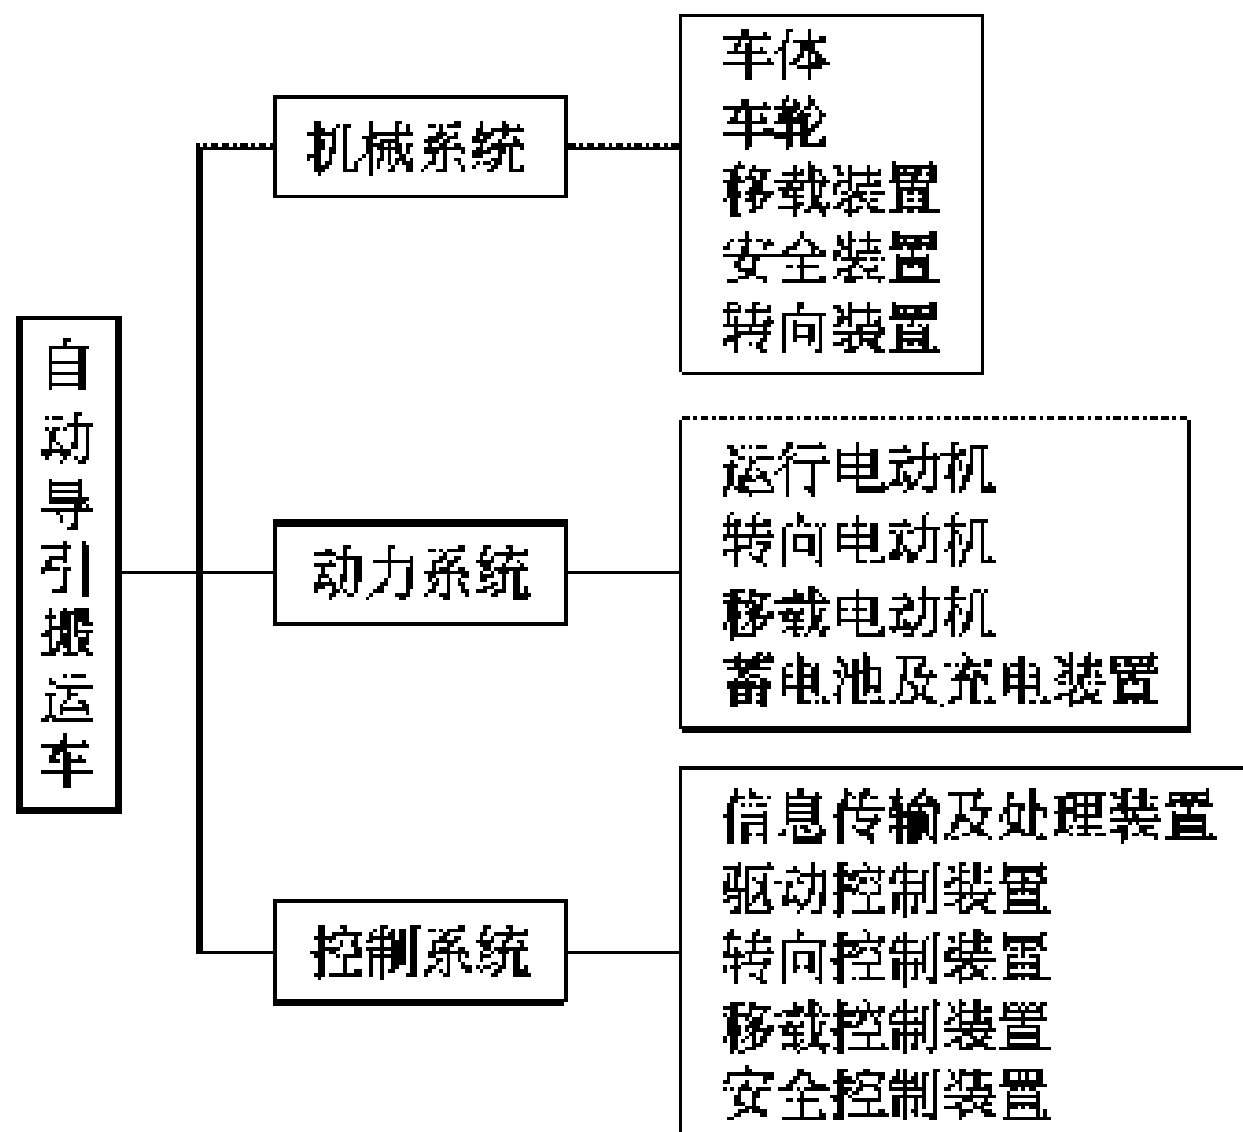 自动导引搬运车
机械系统
车体
车轮
移载装置
安全装置
转向装置
动力系统
运行电动机
转向电动机
移载电动机
蓄电池及充电装置
控制系统
信息传输及处理装置
驱动控制装置
转向控制装置
移载控制装置
安全控制装置